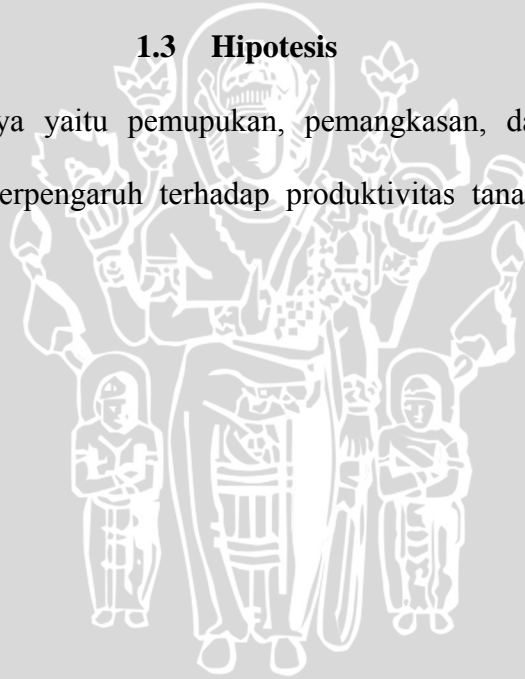 1.3 Hipotesis
ya yaitu pemupukan, pemangkasan, da
erpengaruh terhadap produktivitas tana